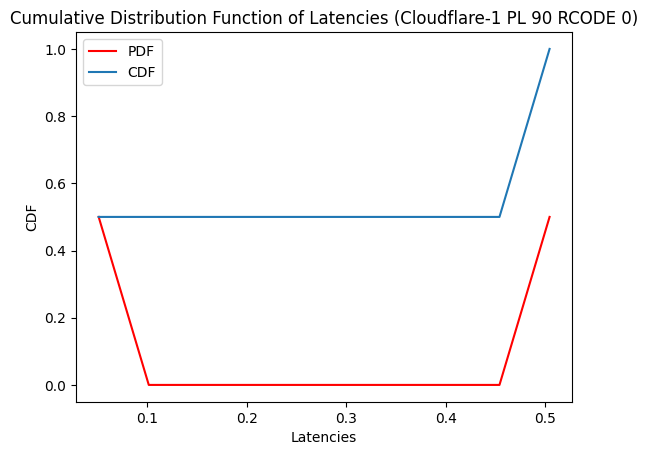 Cumulative Distribution Function of Latencies (Cloudflare-1 PL 90 RCODE 0)
PDF
CDF
1.0
0.8
0.6
0.4
0.2
0.0
CDF
0.1 0.2 0.3 0.4 0.5
Latencies